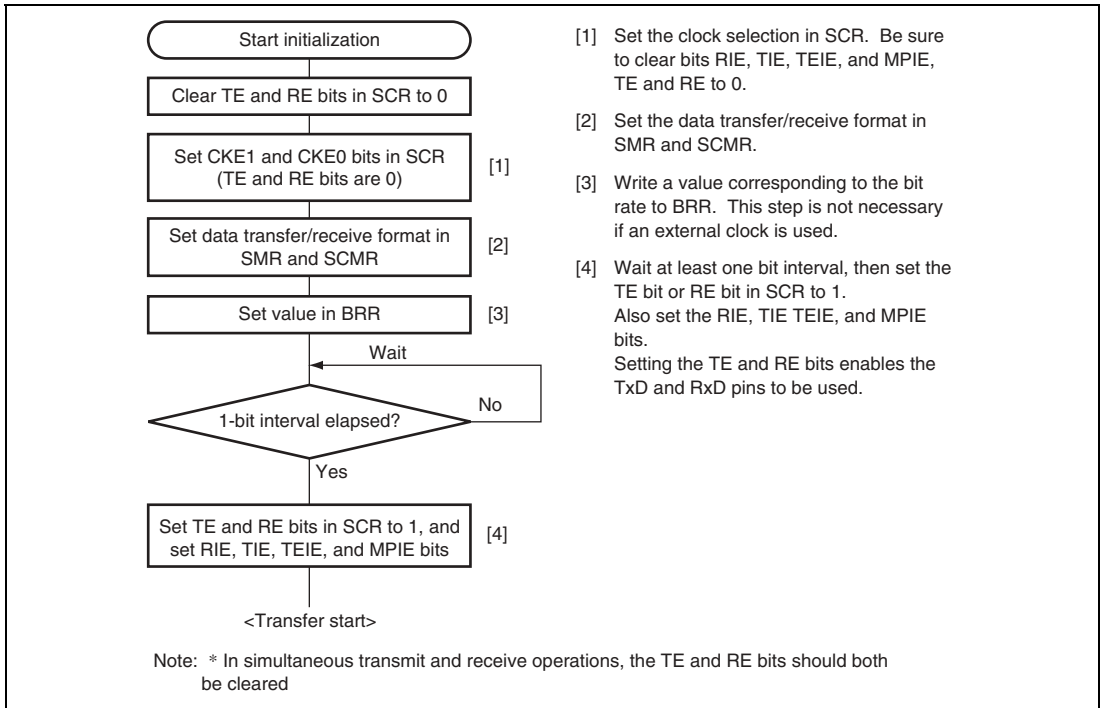 Start initialization
Clear TE and RE bits in SCR to 0
Set CKE1 and CKE0 bits in SCR
(TE and RE bits are 0)
[1]
Set data transfer/receive format in
SMR and SCMR
[2]
Set value in BRR
[3]
Wait
No
1-bit interval elapsed?
Yes
Set TE and RE bits in SCR to 1, and
set RIE, TIE, TEIE, and MPIE bits
[4]
<Transfer start>
[1] Set the clock selection in SCR. Be sure
to clear bits RIE, TIE, TEIE, and MPIE,
TE and RE to 0.
[2] Set the data transfer/receive format in
SMR and SCMR.
[3] Write a value corresponding to the bit
rate to BRR. This step is not necessary
if an external clock is used.
[4] Wait at least one bit interval, then set the
TE bit or RE bit in SCR to 1.
Also set the RIE, TIE TEIE, and MPIE
bits.
Setting the TE and RE bits enables the
TxD and RxD pins to be used.
Note: * In simultaneous transmit and receive operations, the TE and RE bits should both
be cleared